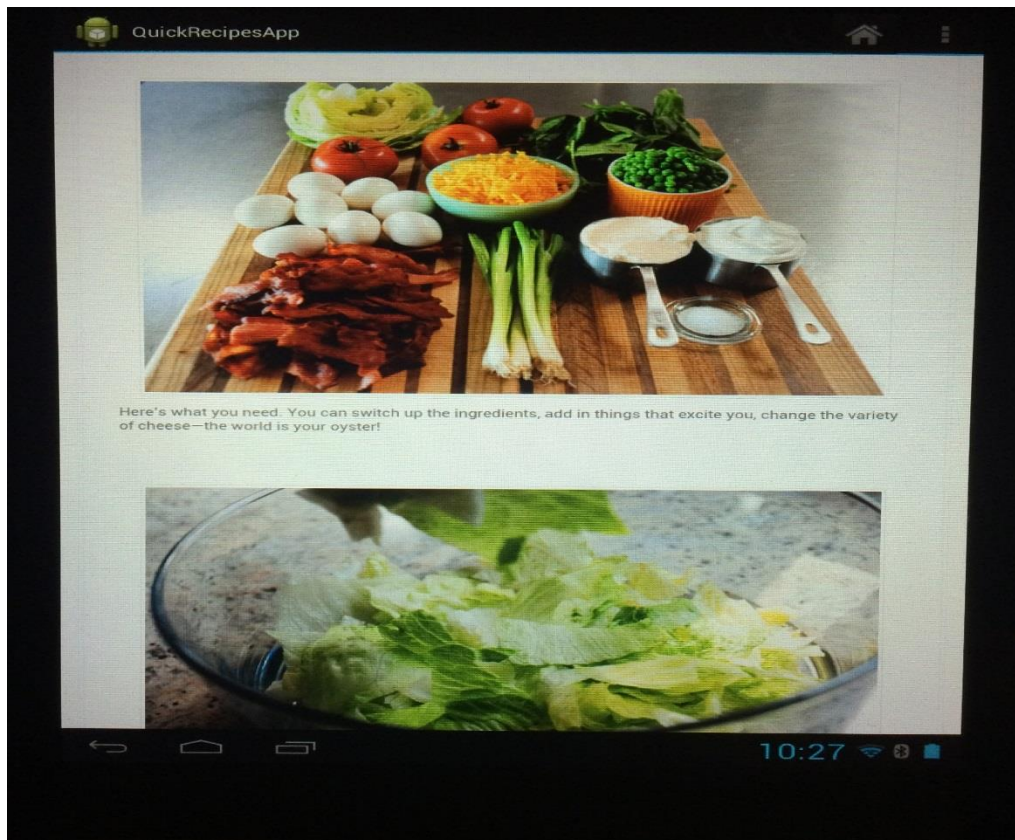 QuickRecipesApp
Here's what you need. You can switch up the ingredients, add in things that excite you, change the variety
of cheese—the world is your oyster!
10:27